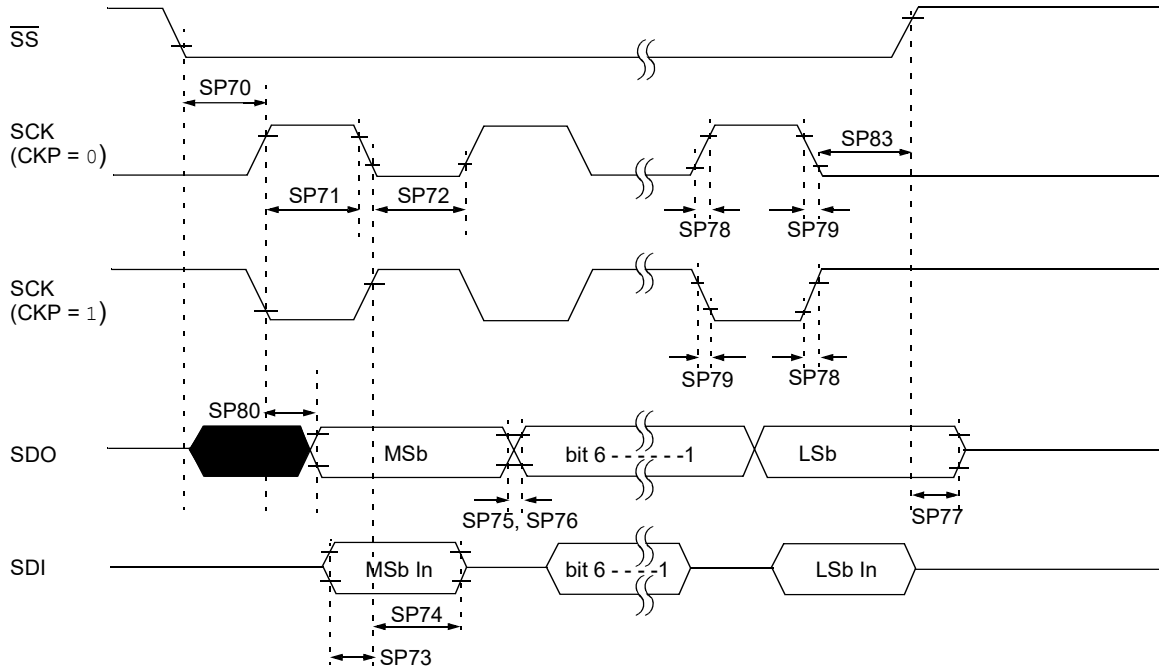 SS
SP70
SCK
(CKP = 0)
SP83
SP71
SP72
SP78
SP79
SCK
(CKP = 1)
SP79
SP78
SP80
SDO
MSb
bit 6 - - - - - -1
LSb
SP75, SP76
SP77
SDI
MSb In
bit 6 - - - - -1
LSb In
SP74
SP73